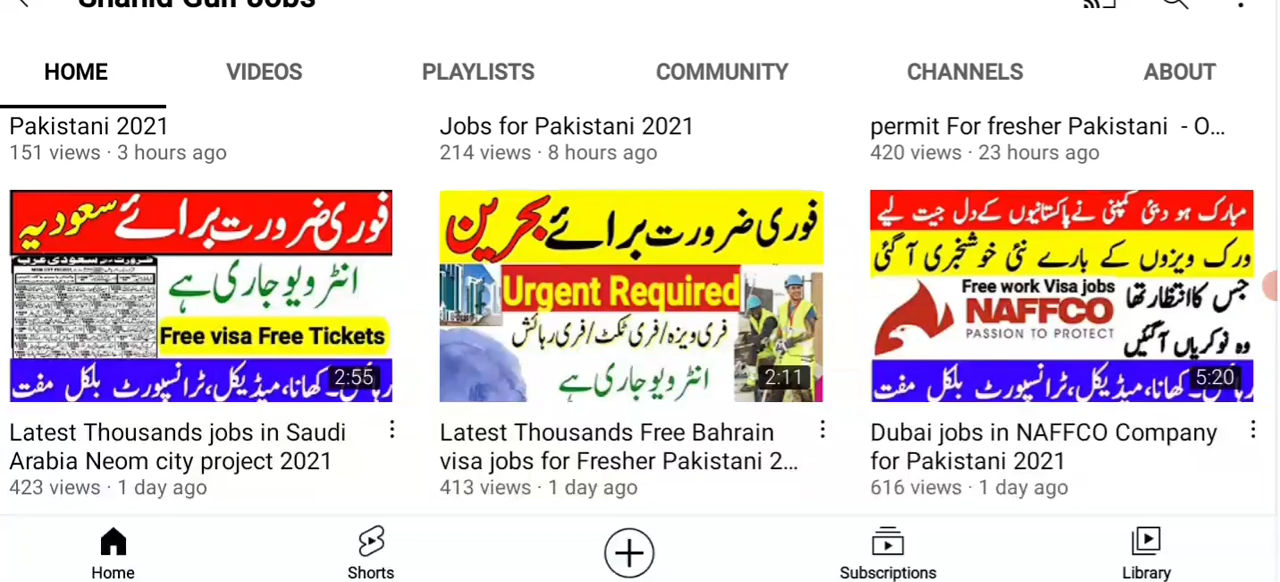 HOME
VIDEOS
PLAYLISTS
COMMUNITY
CHANNELS
ABOUT
Pakistani 2021
151 views · 3 hours ago
Jobs for Pakistani 2021
214 views · 8 hours ago
permit For fresher Pakistani - O...
420 views · 23 hours ago
فوری ضرورت برائے سعودیہ
انٹرویو جاری ہے
Free visa Free Tickets
کھانا،میڈیکل،ٹرانسپورٹ بلکل مفت
2:55
Latest Thousands jobs in Saudi
Arabia Neom city project 2021
423 views · 1 day ago
فوری ضرورت برائے بحرین
Urgent Required
فری ویزہ/فری ٹکٹ/فری رہائش
انٹرویو جاری ہے
2:11
Latest Thousands Free Bahrain
visa jobs for Fresher Pakistani 2...
413 views · 1 day ago
مبارک ہو دبئی کمپنی نے پاکستانیوں کے دل جیت لیے
ورک ویزوں کے بارے نئی خوشخبری آ گئی
Free work Visa jobs
جس کا انتظار تھا
NAFFCO
PASSION TO PROTECT
وہ نوکریاں آ گئیں
کھانا،میڈیکل،ٹرانسپورٹ بلکل مفت
5:20
Dubai jobs in NAFFCO Company
for Pakistani 2021
616 views · 1 day ago
Home
Shorts
Subscriptions
Library